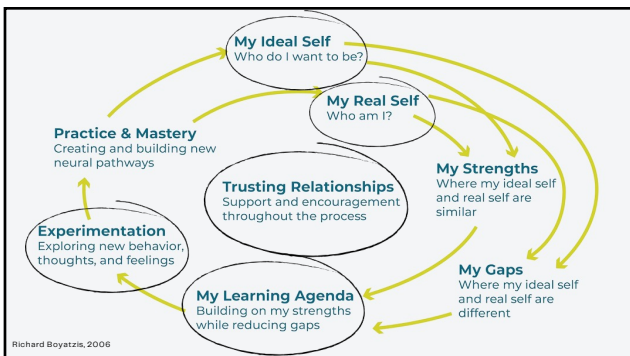 My Ideal Self
Who do I want to be?
My Real Self
Who am I?
Practice & Mastery
Creating and building new
neural pathways
My Strengths
Where my ideal self
and real self are
similar
Trusting Relationships
Support and encouragement
throughout the process
Experimentation
Exploring new behavior,
thoughts, and feelings
My Gaps
Where my ideal self
and real self are
different
My Learning Agenda
Building on my strengths
while reducing gaps
Richard Boyatzis, 2006